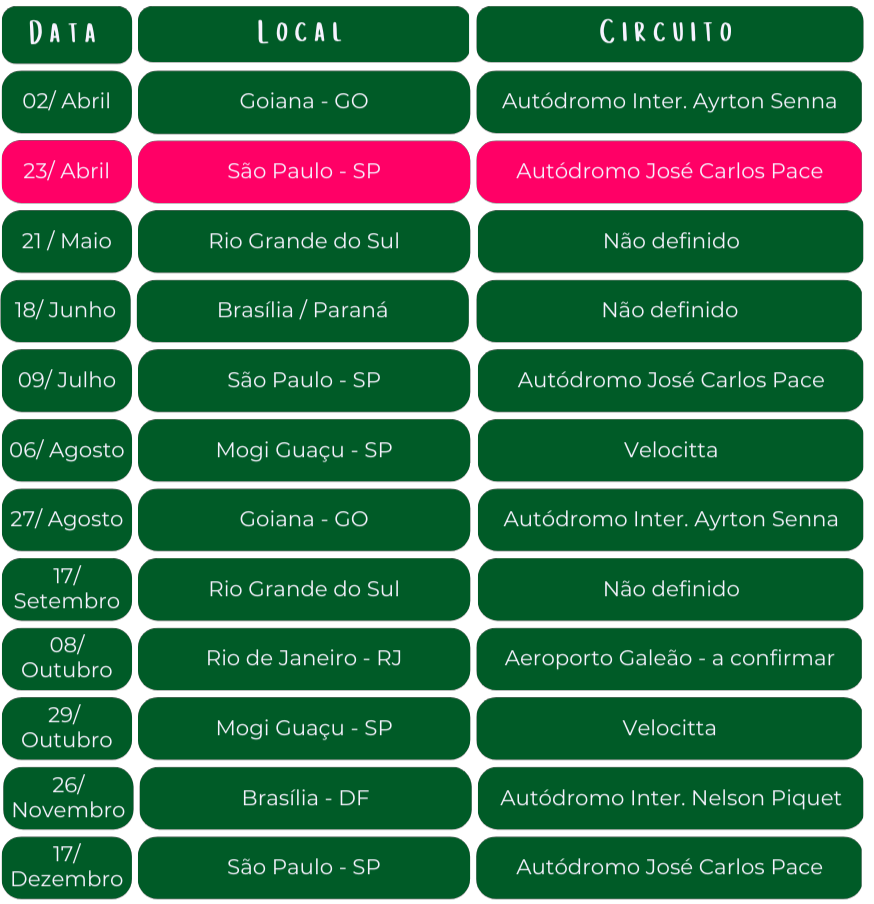 Data Local Circuito
02/ Abril Goiana - GO Autódromo Inter. Ayrton Senna
23/ Abril São Paulo - SP Autódromo José Carlos Pace
21 / Maio Rio Grande do Sul Não definido
18/ Junho Brasília / Paraná Não definido
09/ Julho São Paulo - SP Autódromo José Carlos Pace
06/ Agosto Mogi Guaçu - SP Velocitta
27/ Agosto Goiana - GO Autódromo Inter. Ayrton Senna
17/
Setembro Rio Grande do Sul Não definido
08/
Outubro Rio de Janeiro - RJ Aeroporto Galeão - a confirmar
29/
Outubro Mogi Guaçu - SP Velocitta
26/
Novembro Brasília - DF Autódromo Inter. Nelson Piquet
17/
Dezembro São Paulo - SP Autódromo José Carlos Pace